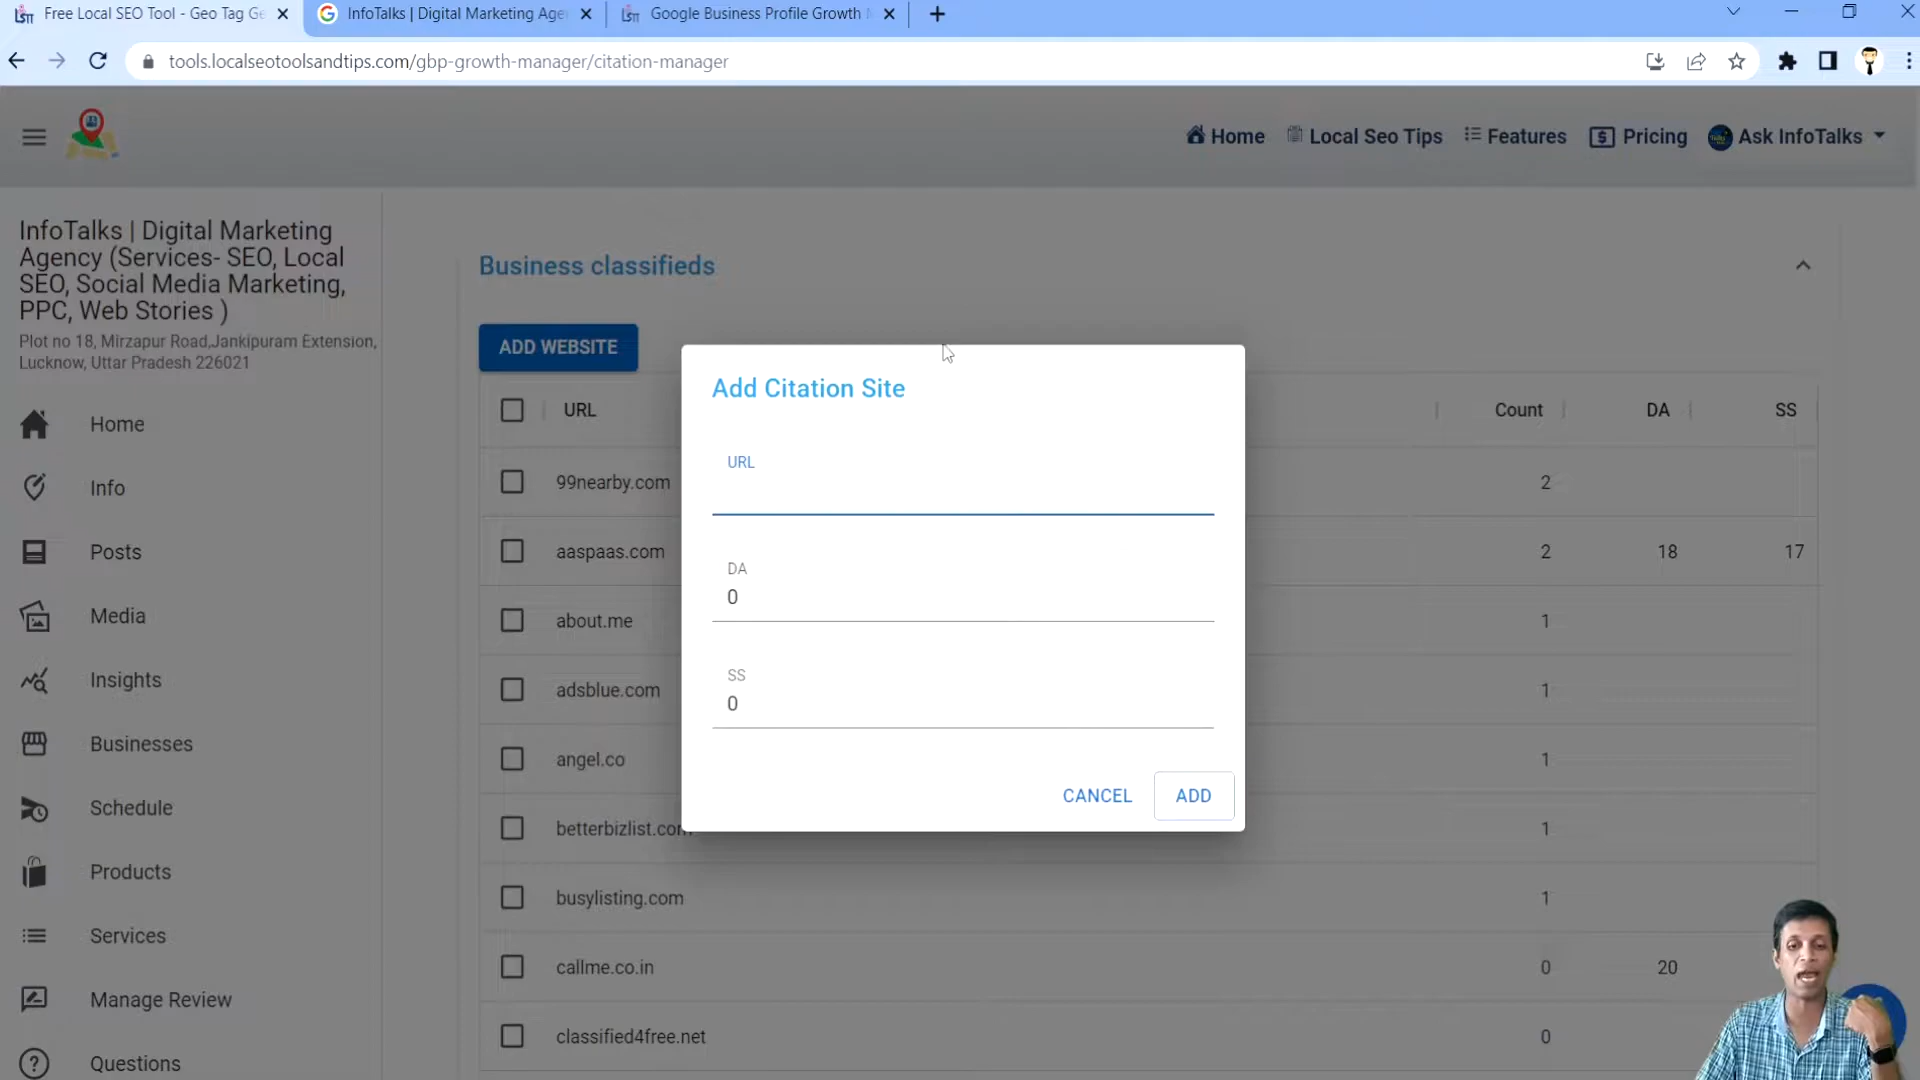 Free Local SEO Tool - Geo Tag Ge
InfoTalks | Digital Marketing Age
Google Business Profile Growth
tools.localseotoolsandtips.com/gbp-growth-manager/citation-manager
Home
Local Seo Tips
Features
Pricing
Ask InfoTalks
InfoTalks | Digital Marketing
Agency (Services- SEO, Local
SEO, Social Media Marketing,
PPC, Web Stories )
Plot no 18, Mirzapur Road,Jankipuram Extension,
Lucknow, Uttar Pradesh 226021
Home
Info
Posts
Media
Insights
Businesses
Schedule
Products
Services
Manage Review
Questions
Business classifieds
ADD WEBSITE
URL Count DA SS
99nearby.com 2
aaspaas.com 2 18 17
about.me 1
adsblue.com 1
angel.co 1
betterbizlist.com 1
busylisting.com 1
callme.co.in 0 20
classified4free.net 0
Add Citation Site
URL
DA
0
SS
0
CANCEL ADD